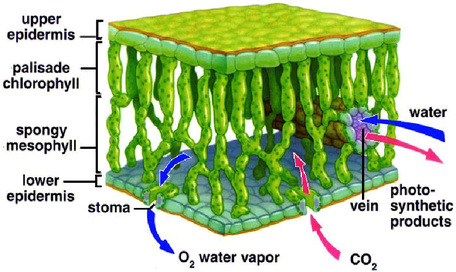 upper
epidermis
palisade
chlorophyll
spongy
mesophyll
lower
epidermis
stoma
water
vein
photo-
synthetic
products
O₂ water vapor
CO₂